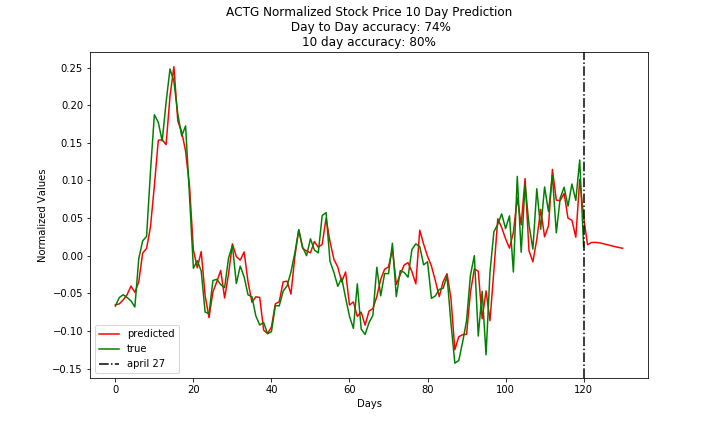 ACTG Normalized Stock Price 10 Day Prediction
Day to Day accuracy: 74%
10 day accuracy: 80%
Normalized Values
0.25
0.20
0.15
0.10
0.05
0.00
−0.05
−0.10
−0.15
predicted
true
april 27
0 20 40 60 80 100 120
Days